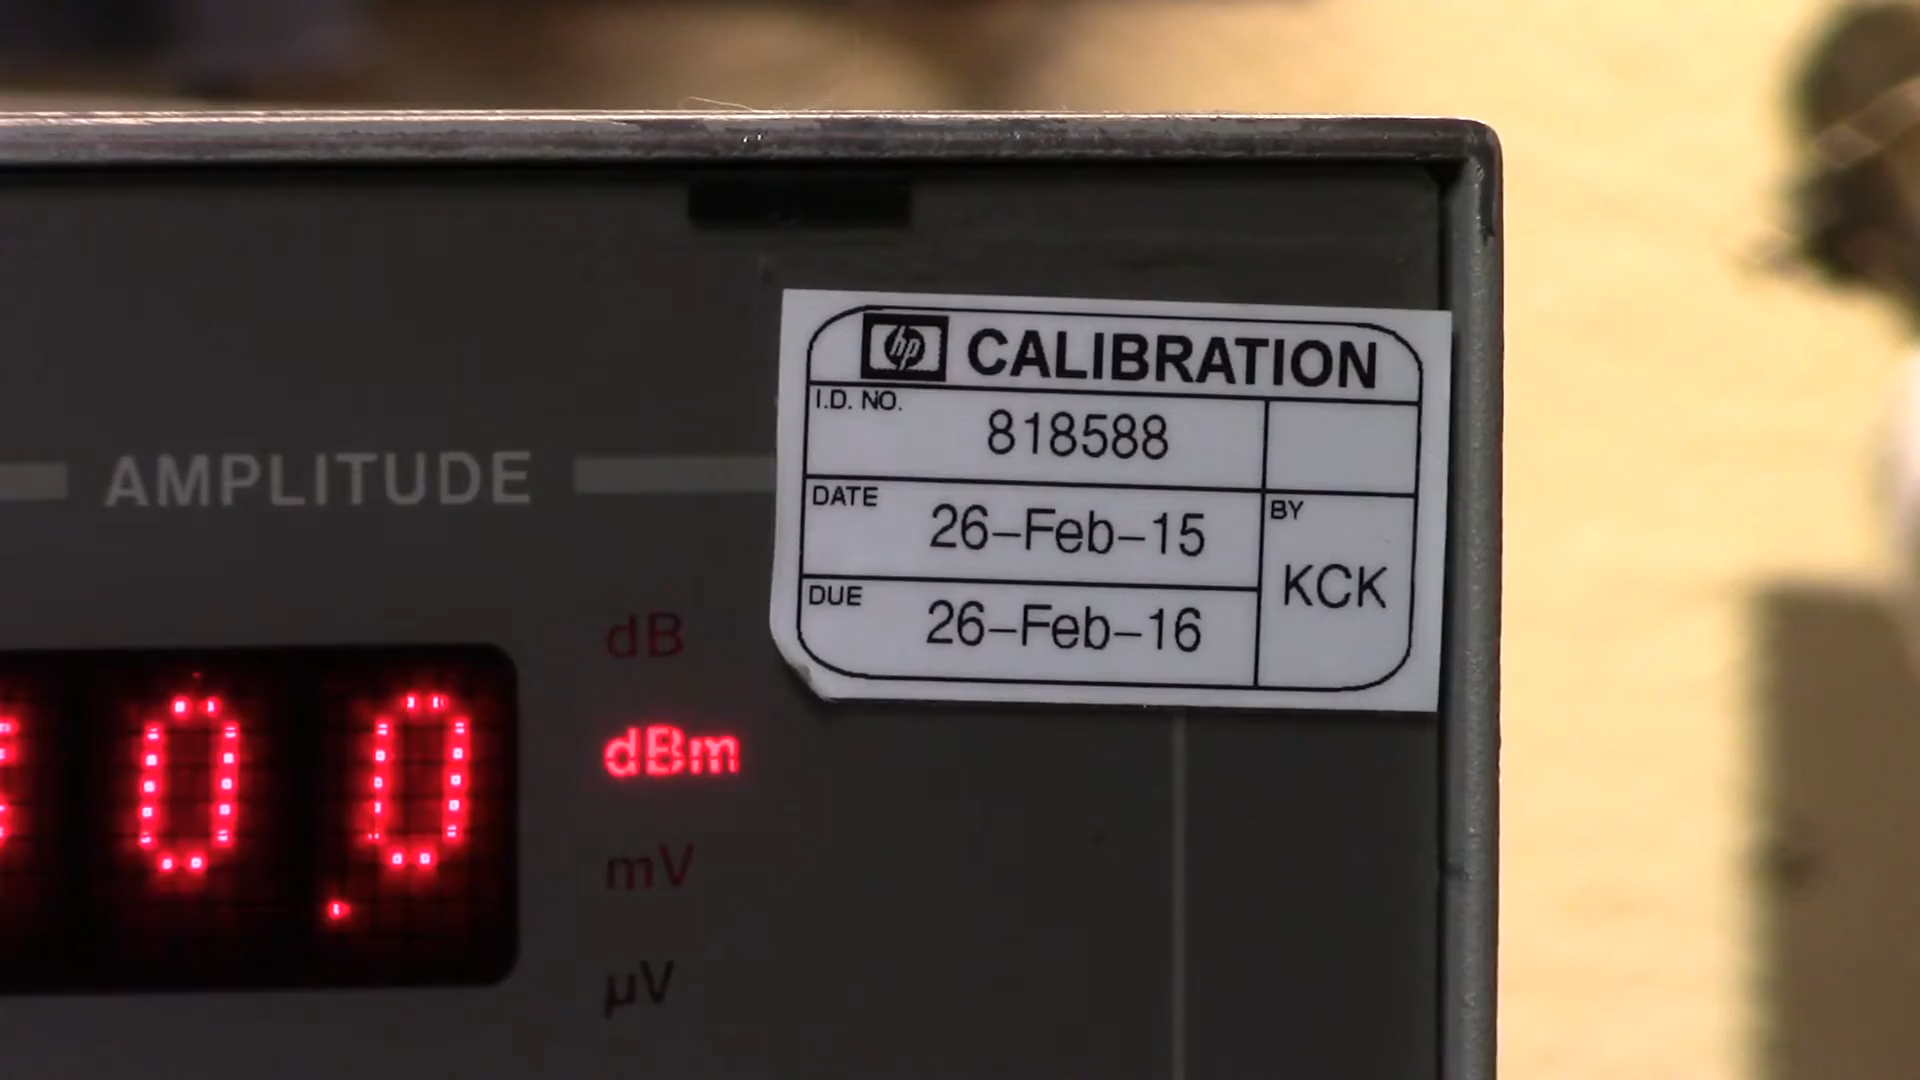 hp CALIBRATION
I.D. NO. 818588
AMPLITUDE
DATE 26-Feb-15
BY KCK
DUE 26-Feb-16
dB
0.0
dBm
mV
µV